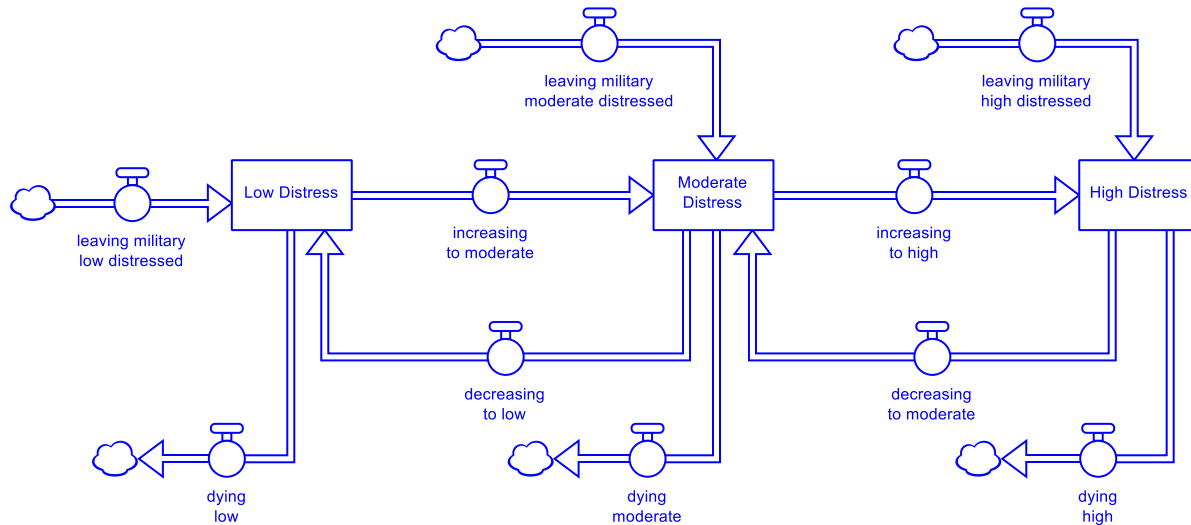 leaving military
moderate distressed
leaving military
high distressed
Low Distress
Moderate
Distress
High Distress
leaving military
low distressed
increasing
to moderate
increasing
to high
decreasing
to low
decreasing
to moderate
dying
low
dying
moderate
dying
high